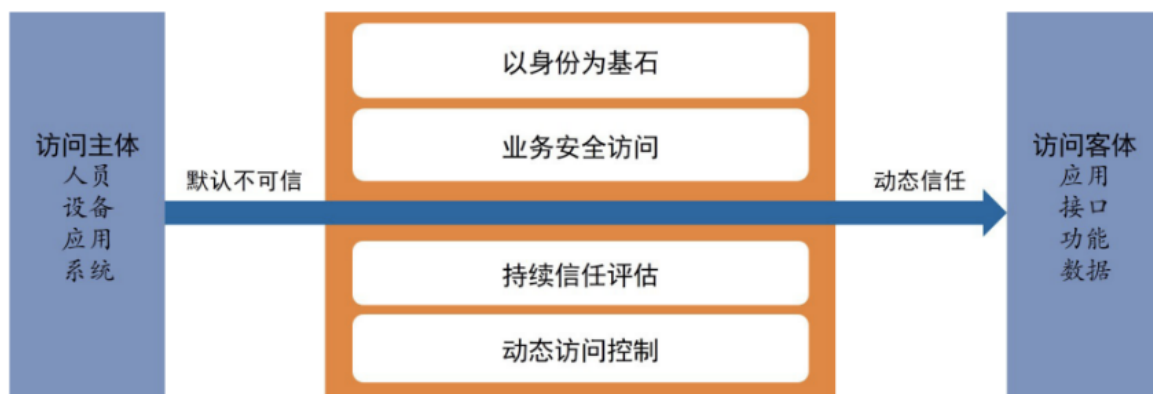 访问主体
人员
设备
应用
系统
默认不可信
以身份为基石
业务安全访问
持续信任评估
动态访问控制
动态信任
访问客体
应用
接口
功能
数据